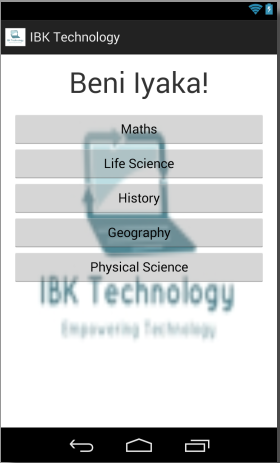 IBK Technology
Beni Iyaka!
Maths
Life Science
History
Geography
Physical Science
IBK Technology
Empowering Technology